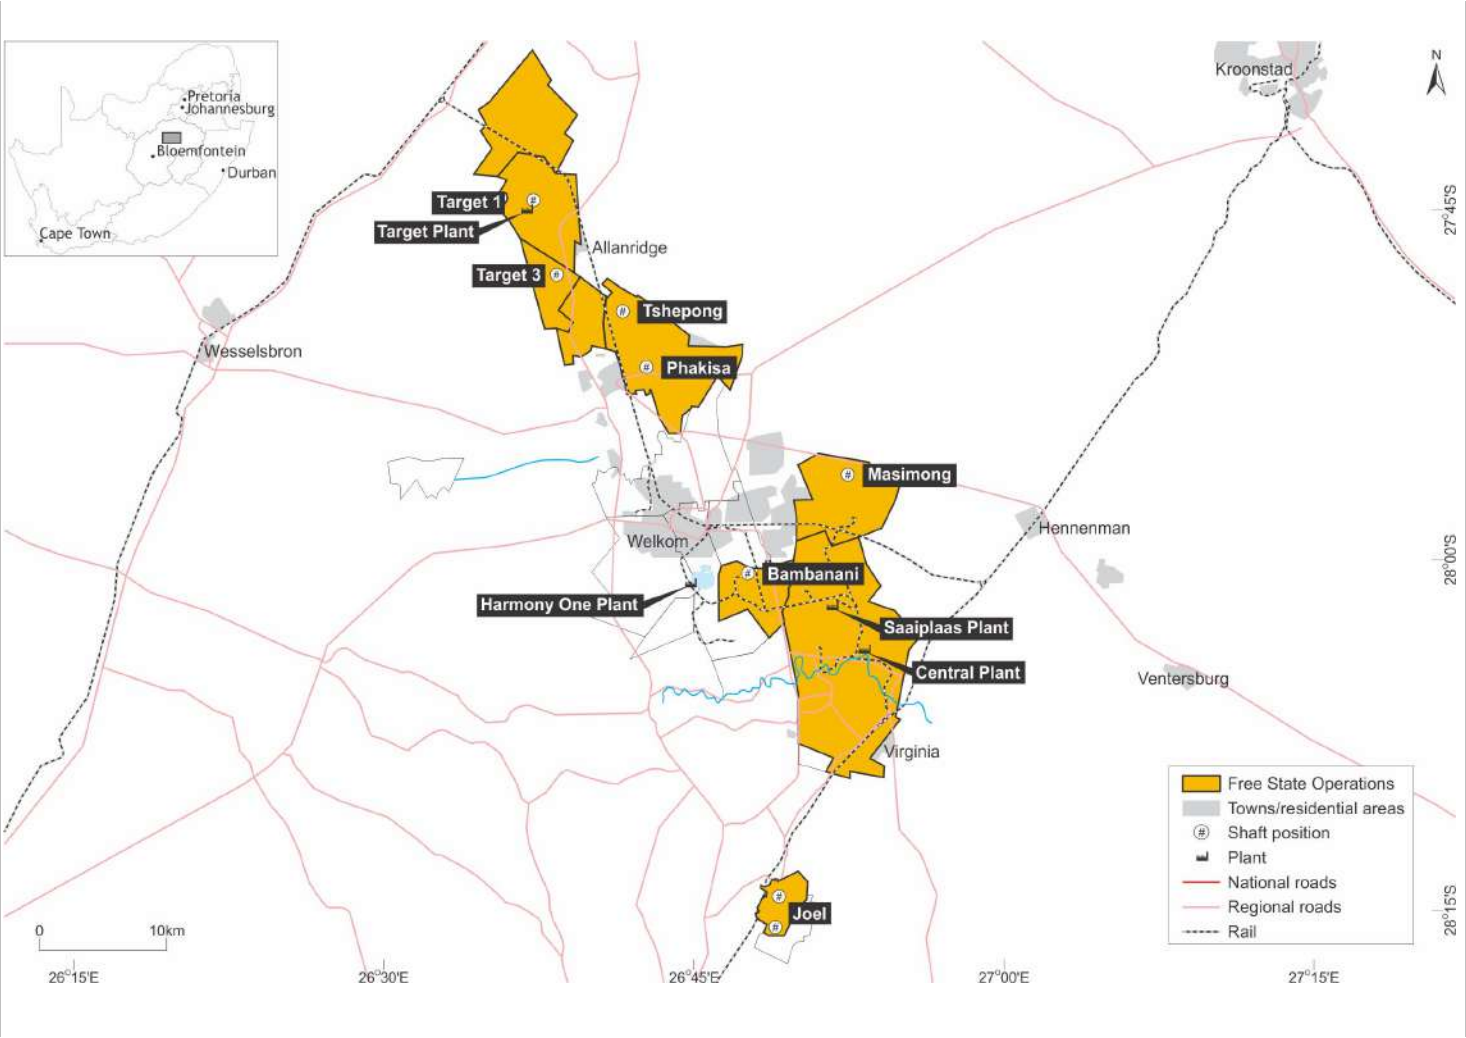 Pretoria
Johannesburg
Bloemfontein
Durban
Cape Town
Kroonstad
N
Target 1
Target Plant
Allanridge
Target 3
Tshepong
Wesselsbron
Phakisa
27°45'S
Masimong
Hennenman
Welkom
Bambanani
28°00'S
Harmony One Plant
Saaiplaas Plant
Central Plant
Ventersburg
Virginia
Free State Operations
Towns/residential areas
# Shaft position
Plant
National roads
Regional roads
Rail
Joel
28°15'S
0 10km
26°15'E 26°30'E 26°45'E 27°00'E 27°15'E